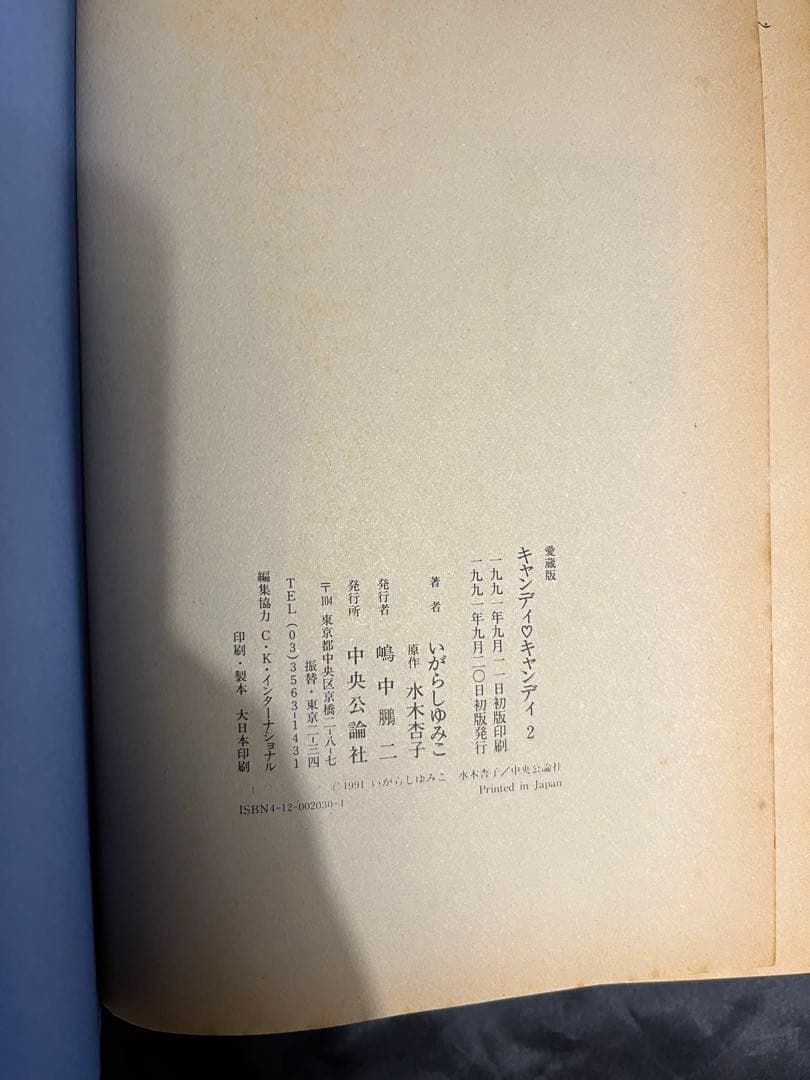 愛蔵版
キャンディ♡キャンディ 2
一九九一年九月一一日初版印刷
一九九一年九月二〇日初版発行
著者 いがらしゆみこ
原作 水木杏子
発行者 嶋中鵬二
発行所 中央公論社
〒104 東京都中央区京橋二-八-七
振替・東京二-三四
TEL(03)3563-1431
編集協力 C・K・インターナショナル
印刷・製本 大日本印刷
©1991 いがらしゆみこ 水木杏子/中央公論社
Printed in Japan
ISBN4-12-002030-1